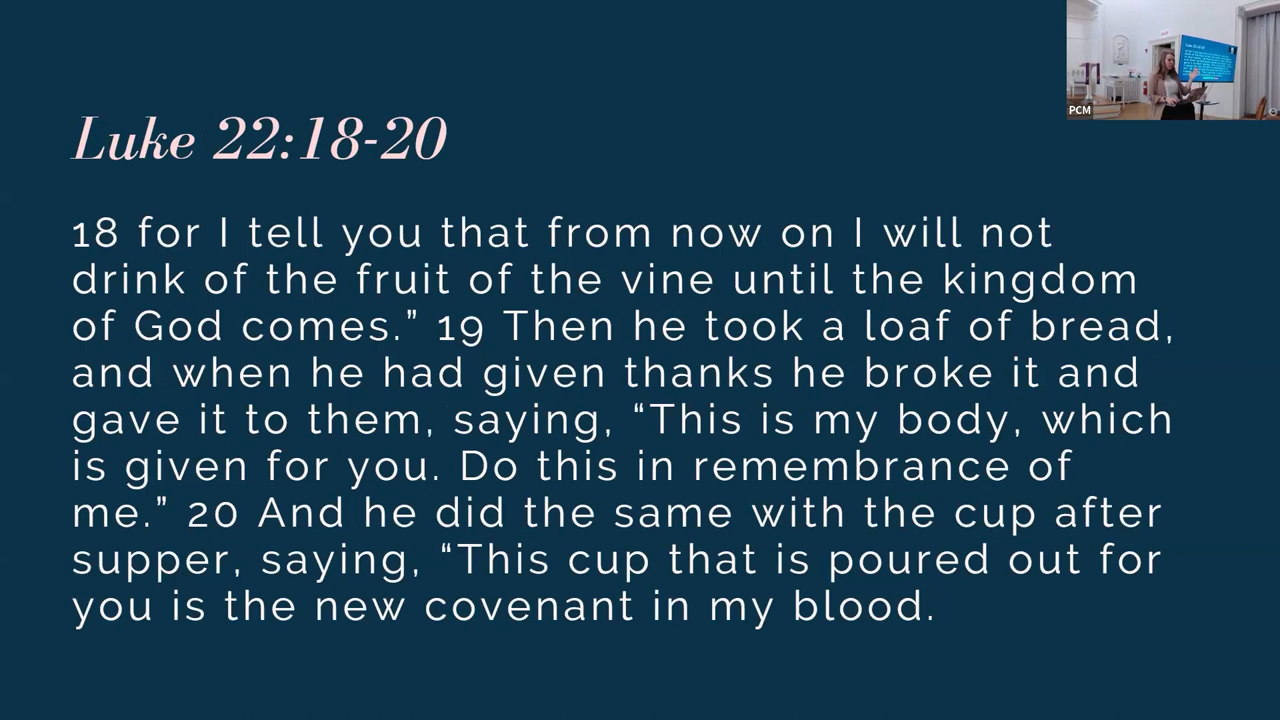 Luke 22:18-20
18 for I tell you that from now on I will not
drink of the fruit of the vine until the kingdom
of God comes.” 19 Then he took a loaf of bread,
and when he had given thanks he broke it and
gave it to them, saying, “This is my body, which
is given for you. Do this in remembrance of
me.” 20 And he did the same with the cup after
supper, saying, “This cup that is poured out for
you is the new covenant in my blood.
PCM